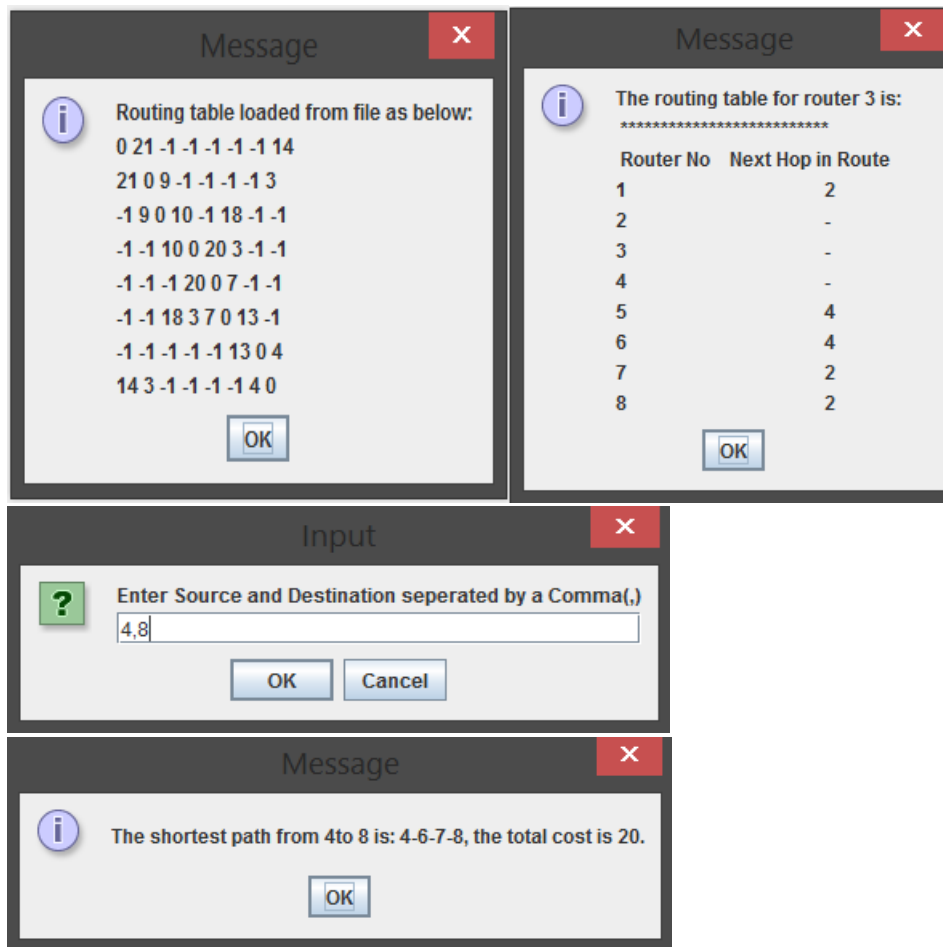 Message
X
Routing table loaded from file as below:
0 21 -1 -1 -1 -1 -1 14
21 0 9 -1 -1 -1 -1 3
-1 9 0 10 -1 18 -1 -1
-1 -1 10 0 20 3 -1 -1
-1 -1 -1 20 0 7 -1 -1
-1 -1 18 3 7 0 13 -1
-1 -1 -1 -1 -1 13 0 4
14 3 -1 -1 -1 -1 4 0
OK
Message
X
The routing table for router 3 is:
**************************
Router No Next Hop in Route
1 2
2 -
3 -
4 -
5 4
6 4
7 2
8 2
OK
Input
X
Enter Source and Destination seperated by a Comma(,)
4,8
OK Cancel
Message
X
The shortest path from 4to 8 is: 4-6-7-8, the total cost is 20.
OK